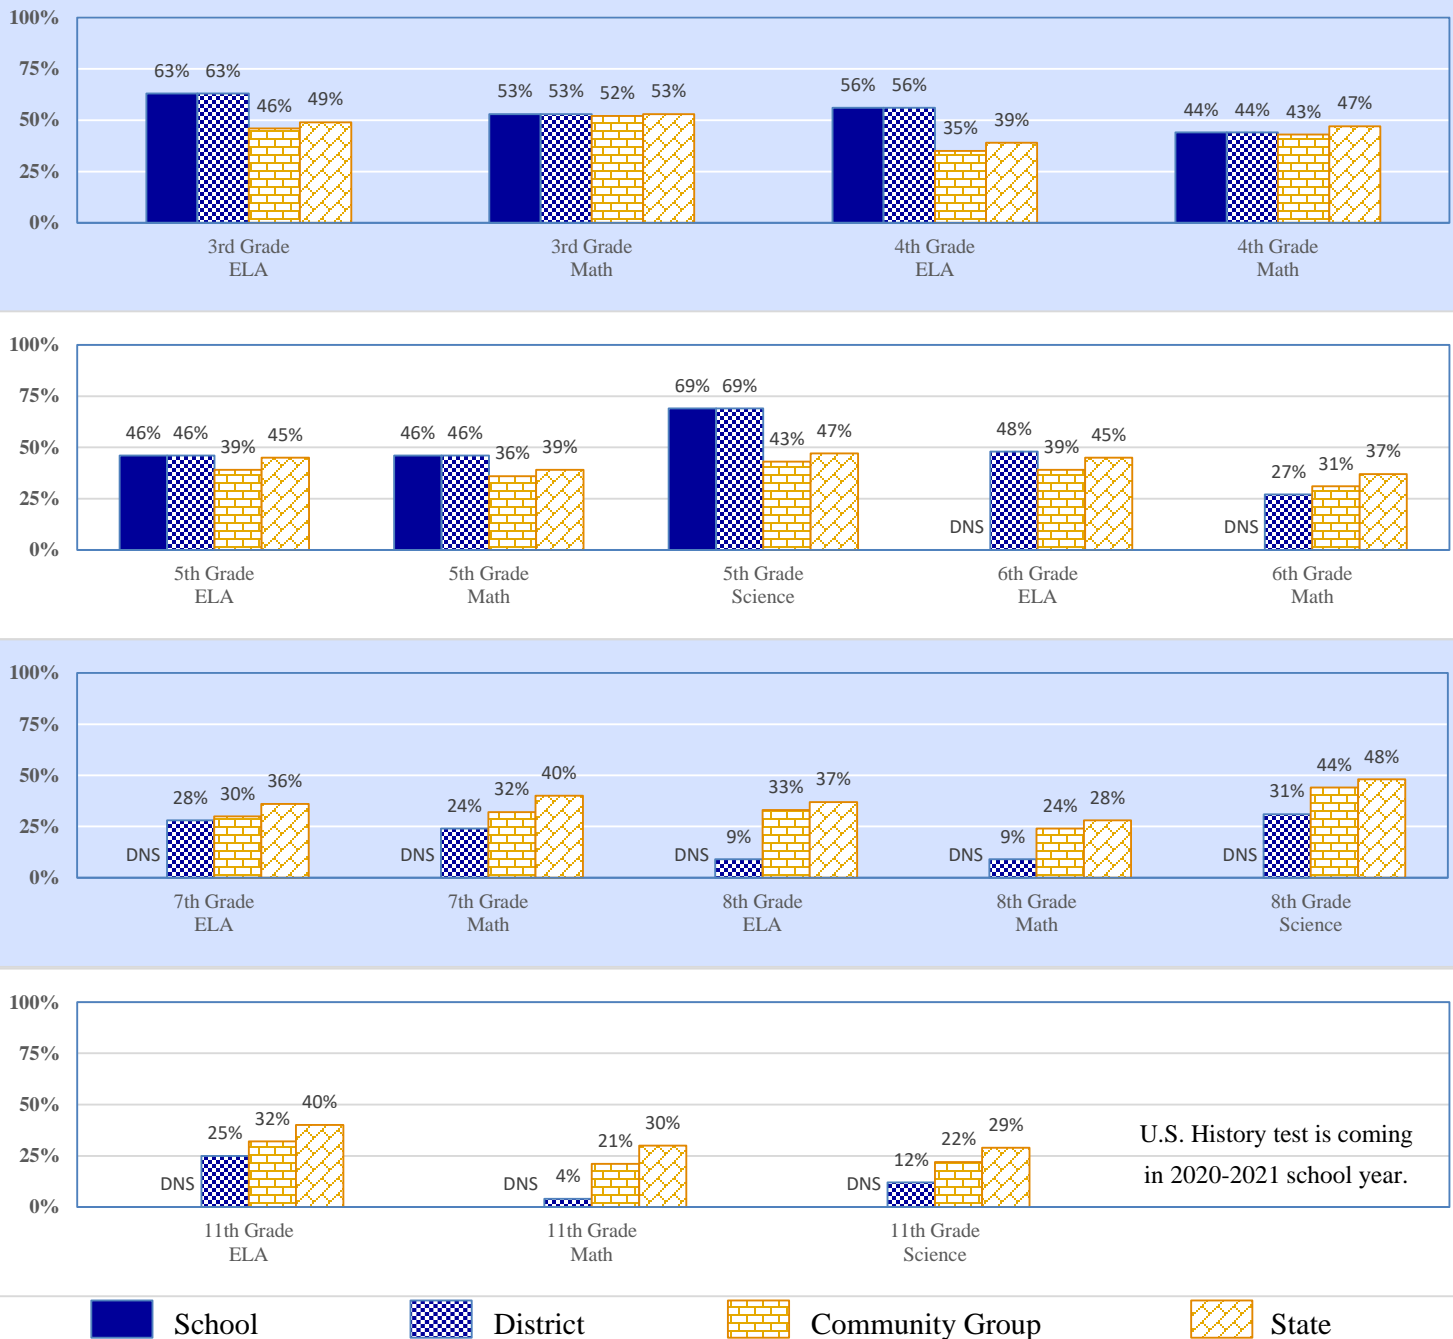 100%
75%
50%
25%
0%
63% 63% 46% 49%
53% 53% 52% 53%
56% 56% 35% 39%
44% 44% 43% 47%
3rd Grade
ELA
3rd Grade
Math
4th Grade
ELA
4th Grade
Math
100%
75%
50%
25%
0%
46% 46% 39% 45%
46% 46% 36% 39%
69% 69% 43% 47%
DNS 48% 39% 45%
DNS 27% 31% 37%
5th Grade
ELA
5th Grade
Math
5th Grade
Science
6th Grade
ELA
6th Grade
Math
100%
75%
50%
25%
0%
DNS 28% 30% 36%
DNS 24% 32% 40%
DNS 9% 33% 37%
DNS 9% 24% 28%
DNS 31% 44% 48%
7th Grade
ELA
7th Grade
Math
8th Grade
ELA
8th Grade
Math
8th Grade
Science
100%
75%
50%
25%
0%
DNS 25% 32% 40%
DNS 4% 21% 30%
DNS 12% 22% 29%
U.S. History test is coming
in 2020-2021 school year.
11th Grade
ELA
11th Grade
Math
11th Grade
Science
School District Community Group State